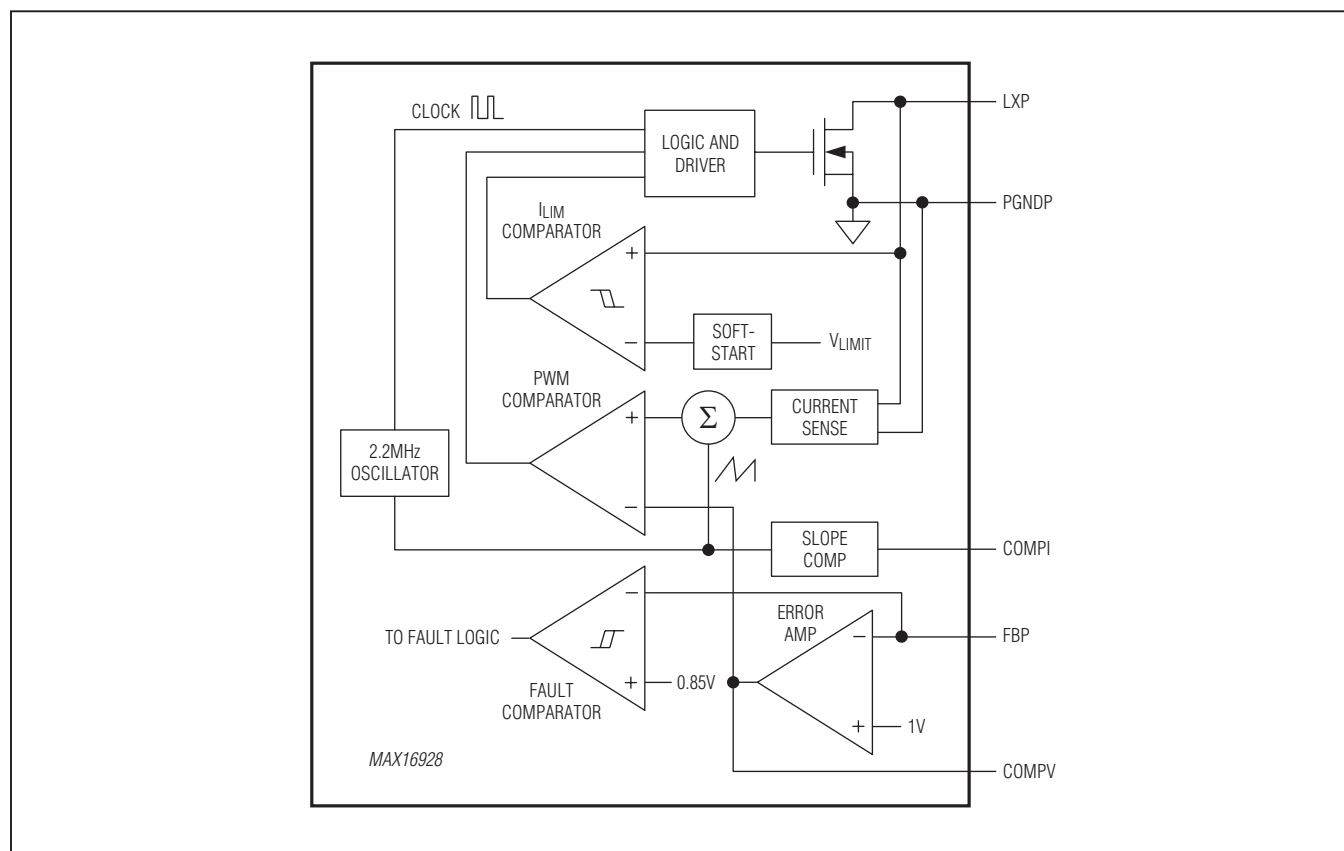 CLOCK
LOGIC AND
DRIVER
LXP
PGNDP
ILIM
COMPARATOR
+
−
SOFT-
START
VLIMIT
PWM
COMPARATOR
+
−
Σ
CURRENT
SENSE
2.2MHz
OSCILLATOR
SLOPE
COMP
COMPI
ERROR
AMP
−
+
FBP
1V
TO FAULT LOGIC
−
+
0.85V
FAULT
COMPARATOR
COMPV
MAX16928